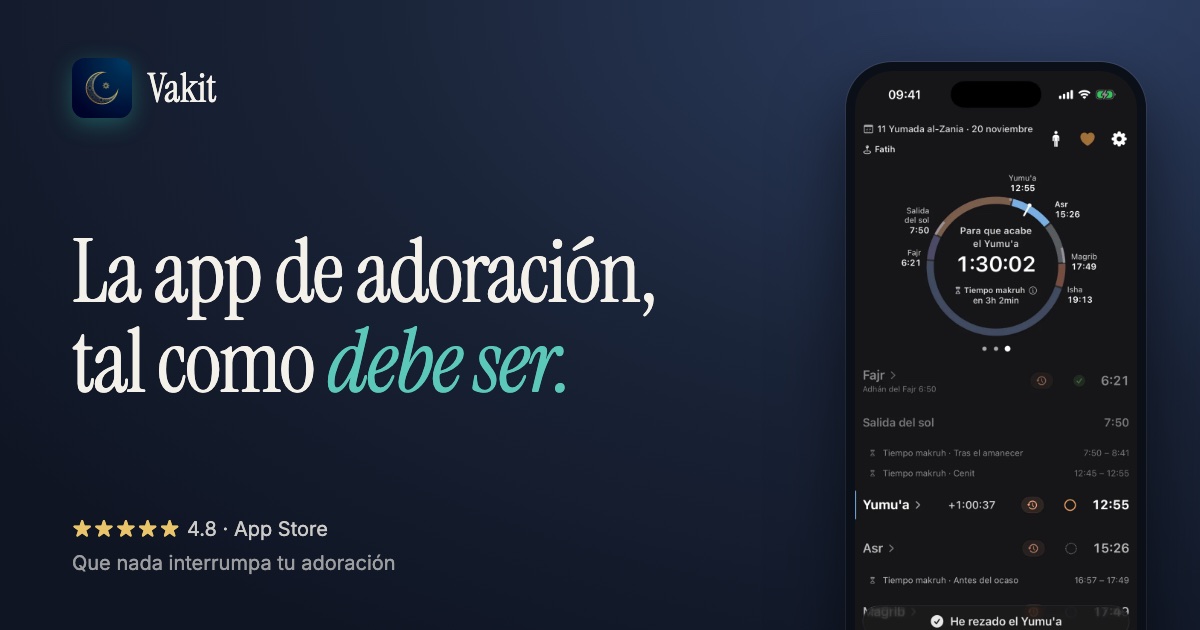 Vakit
La app de adoración,
tal como debe ser.
4.8 · App Store
Que nada interrumpa tu adoración
09:41
11 Yumada al-Zania · 20 noviembre
Fatih
Yumu'a
12:55
Asr
15:26
Salida
del sol
7:50
Para que acabe
el Yumu'a
Fajr
6:21
1:30:02
Magrib
17:49
Tiempo makruh
en 3h 2min
Isha
19:13
Fajr > 6:21
Adhán del Fajr 6:50
Salida del sol 7:50
Tiempo makruh · Tras el amanecer 7:50 – 8:41
Tiempo makruh · Cenit 12:45 – 12:55
Yumu'a > +1:00:37 12:55
Asr > 15:26
Tiempo makruh · Antes del ocaso 16:57 – 17:49
Magrib > 17:49
He rezado el Yumu'a